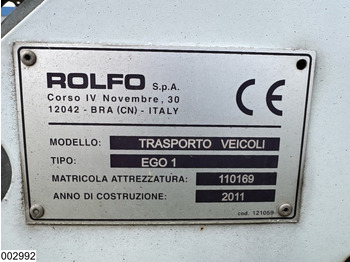 ROLFO S.p.A.
Corso IV Novembre, 30
12042 - BRA (CN) - ITALY
CE
MODELLO: TRASPORTO VEICOLI
TIPO: EGO 1
MATRICOLA ATTREZZATURA: 110169
ANNO DI COSTRUZIONE: 2011
cod. 121059
002992